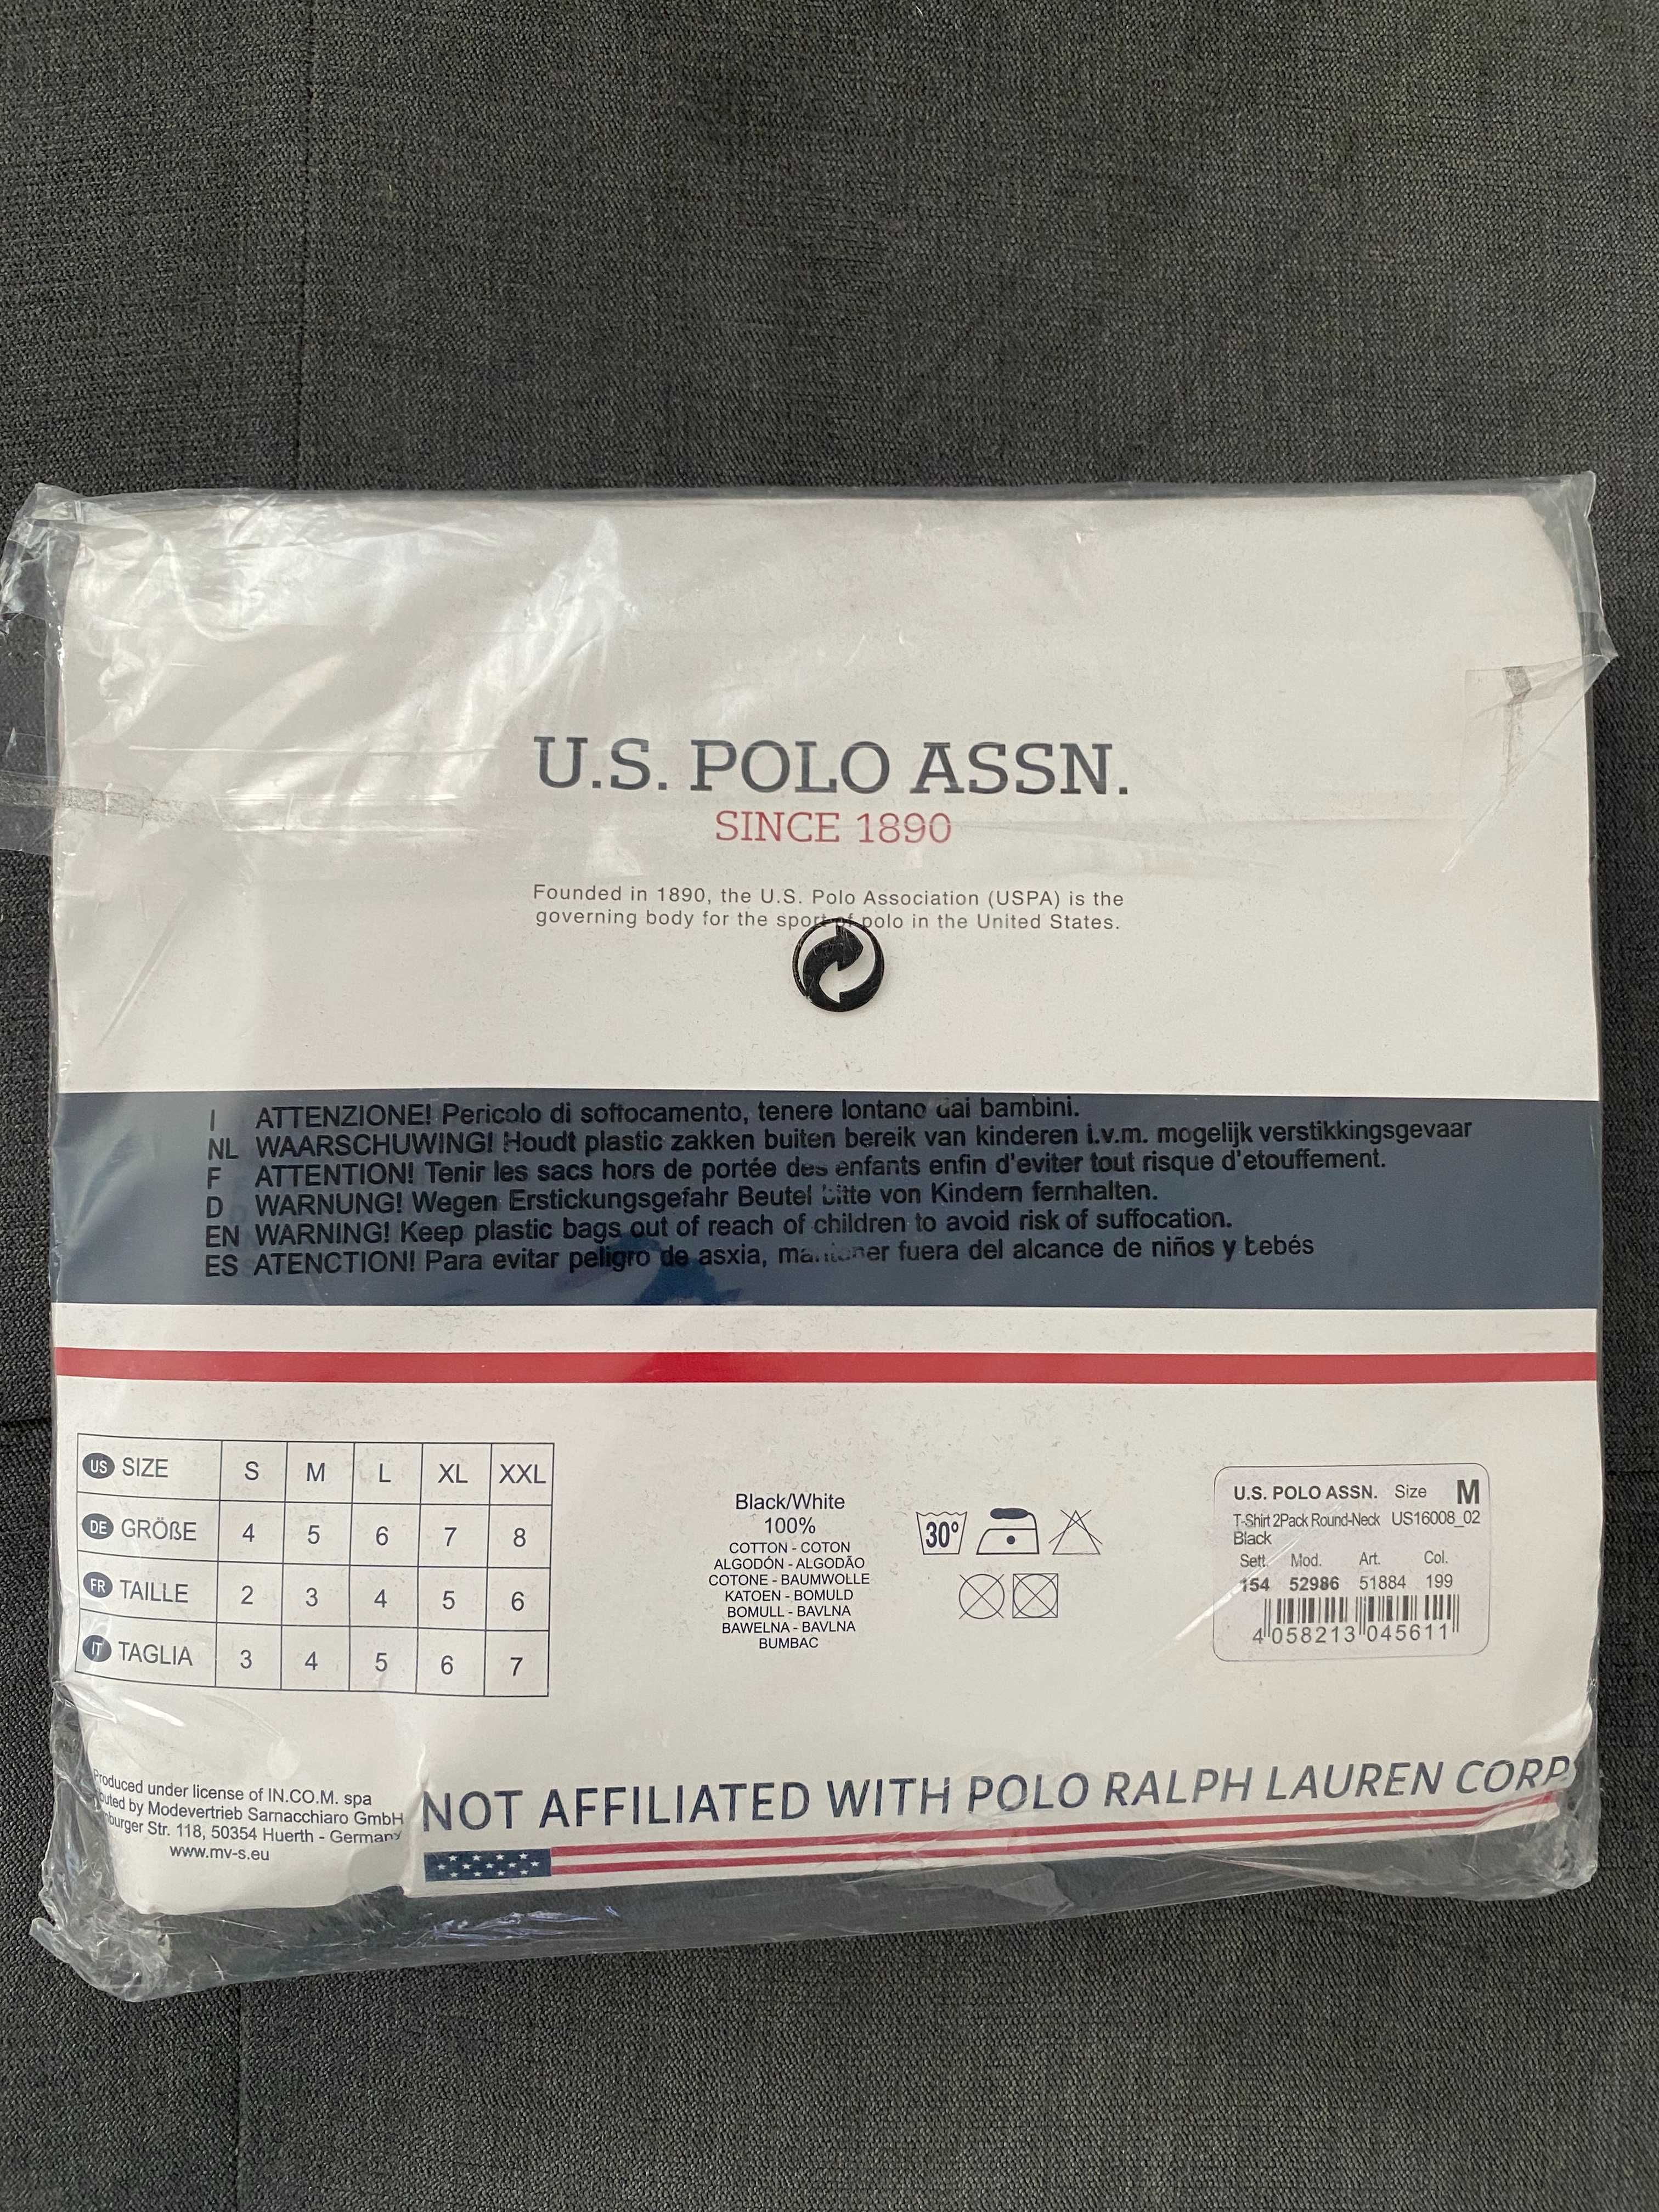 U.S. POLO ASSN.
SINCE 1890
Founded in 1890, the U.S. Polo Association (USPA) is the
governing body for the sport of polo in the United States.
I ATTENZIONE! Pericolo di soffocamento, tenere lontano dai bambini.
NL WAARSCHUWING! Houdt plastic zakken buiten bereik van kinderen i.v.m. mogelijk verstikkingsgevaar
F ATTENTION! Tenir les sacs hors de portée des enfants enfin d'eviter tout risque d'etouffement.
D WARNUNG! Wegen Erstickungsgefahr Beutel bitte von Kindern fernhalten.
EN WARNING! Keep plastic bags out of reach of children to avoid risk of suffocation.
ES ATENCTION! Para evitar peligro de asxia, mantener fuera del alcance de niños y bebés
US SIZE S M L XL XXL
DE GRÖßE 4 5 6 7 8
FR TAILLE 2 3 4 5 6
IT TAGLIA 3 4 5 6 7
Black/White
100%
COTTON - COTON
ALGODÓN - ALGODÃO
COTONE - BAUMWOLLE
KATOEN - BOMULD
BOMULL - BAVLNA
BAWELNA - BAVLNA
BUMBAC
30°
U.S. POLO ASSN. Size M
T-Shirt 2Pack Round-Neck US16008_02
Black
Sett. Mod. Art. Col.
154 52986 51884 199
4 058213 045611
Produced under license of IN.CO.M. spa
by Modevertrieb Sarnacchiaro GmbH
Str. 118, 50354 Huerth - Germany
www.mv-s.eu
NOT AFFILIATED WITH POLO RALPH LAUREN CORP.